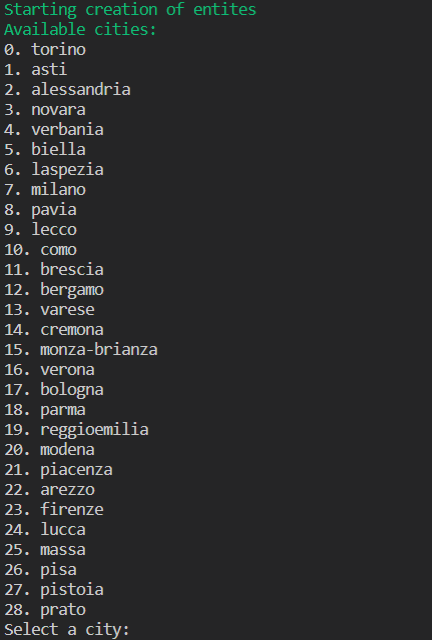 Starting creation of entites
Available cities:
0. torino
1. asti
2. alessandria
3. novara
4. verbania
5. biella
6. laspezia
7. milano
8. pavia
9. lecco
10. como
11. brescia
12. bergamo
13. varese
14. cremona
15. monza-brianza
16. verona
17. bologna
18. parma
19. reggioemilia
20. modena
21. piacenza
22. arezzo
23. firenze
24. lucca
25. massa
26. pisa
27. pistoia
28. prato
Select a city: